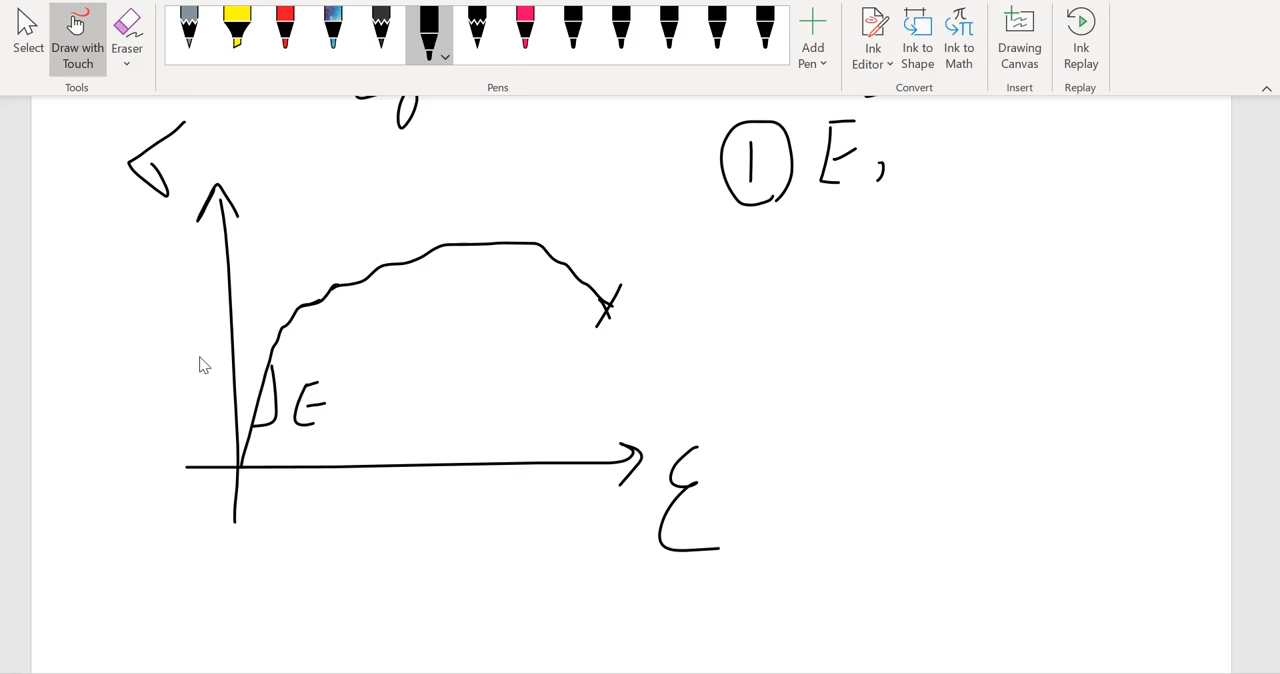 Select
Draw with Touch
Eraser
Add Pen
Ink Editor
Ink to Shape
Ink to Math
Drawing Canvas
Ink Replay
Tools
Pens
Convert
Insert
Replay
① E,
σ
E
ε